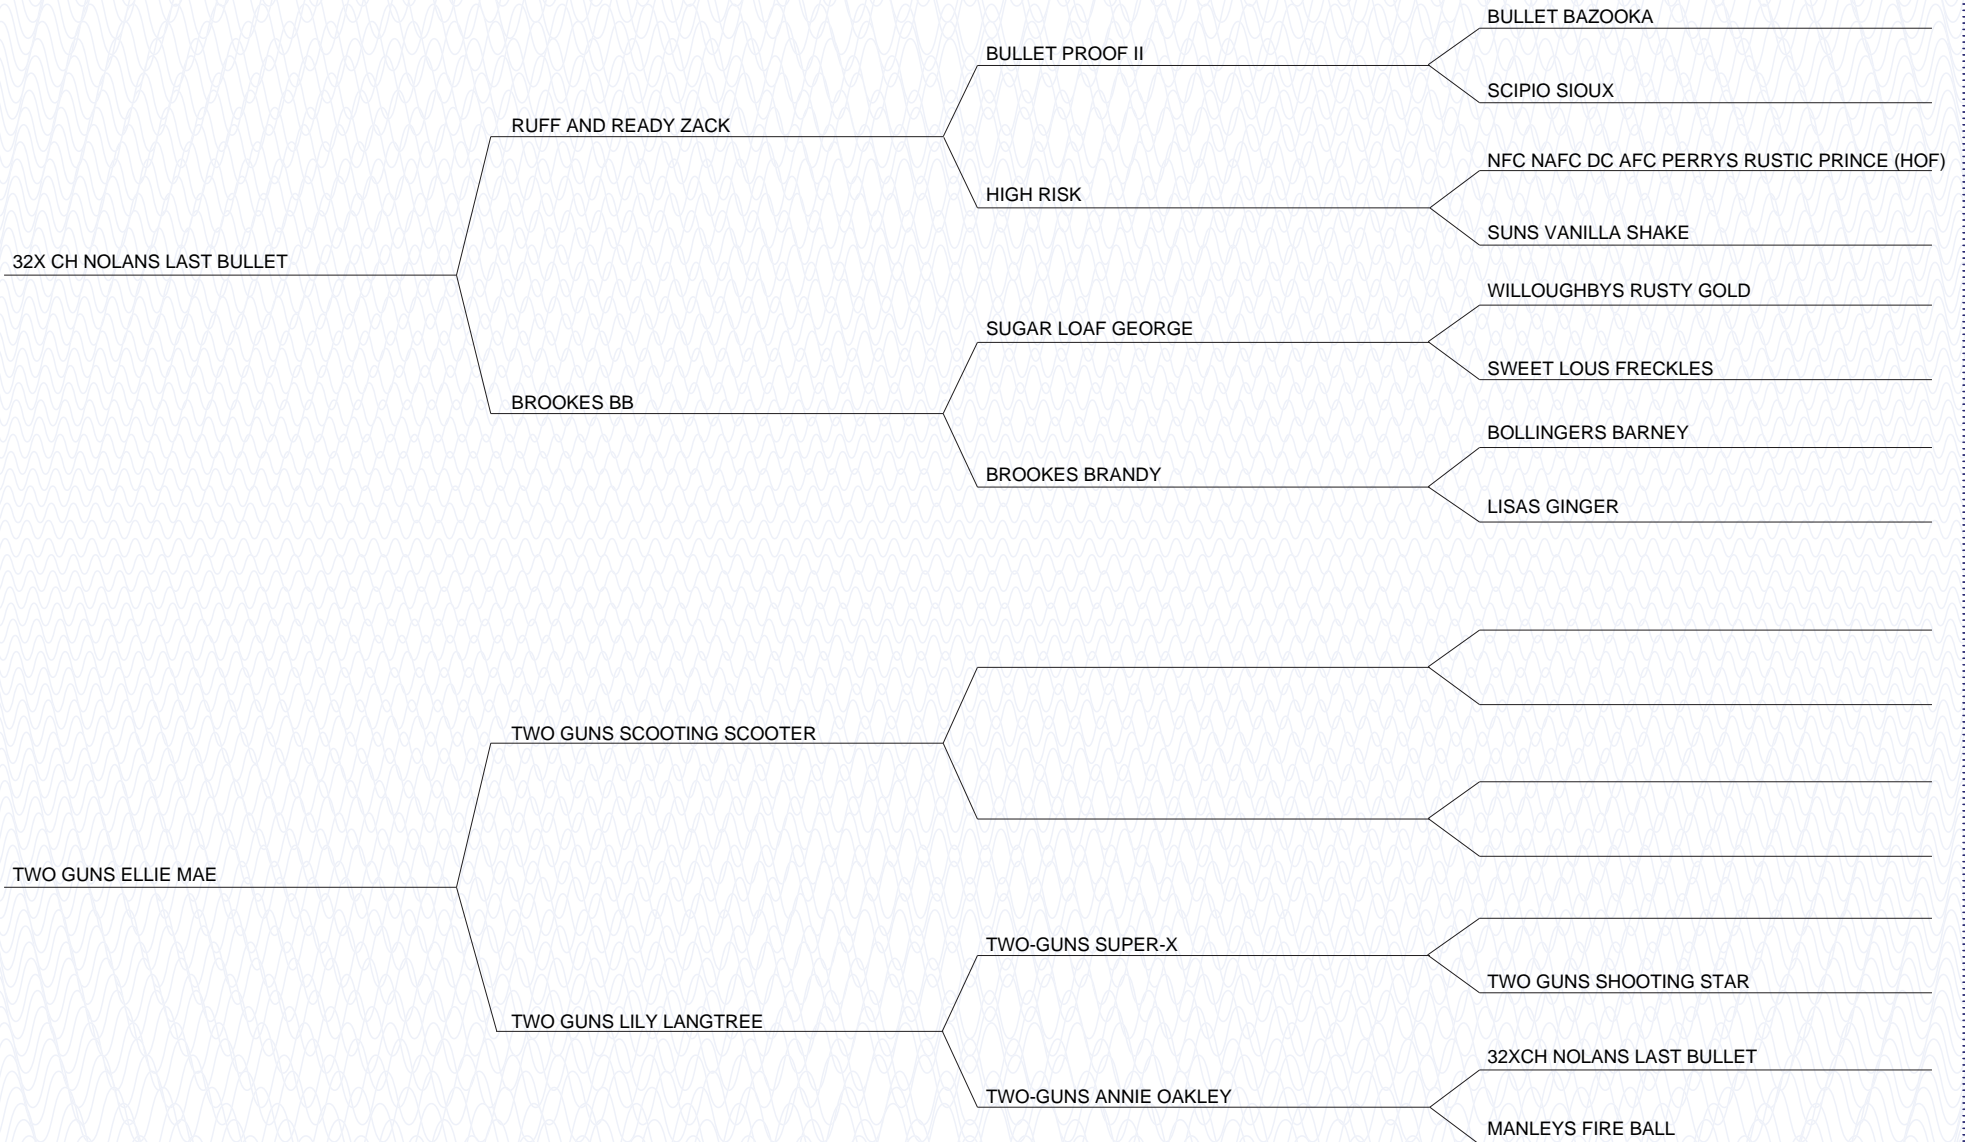 BULLET BAZOOKA
BULLET PROOF II
SCIPIO SIOUX
RUFF AND READY ZACK
NFC NAFC DC AFC PERRYS RUSTIC PRINCE (HOF)
HIGH RISK
SUNS VANILLA SHAKE
32X CH NOLANS LAST BULLET
WILLOUGHBYS RUSTY GOLD
SUGAR LOAF GEORGE
SWEET LOUS FRECKLES
BROOKES BB
BOLLINGERS BARNEY
BROOKES BRANDY
LISAS GINGER
TWO GUNS SCOOTING SCOOTER
TWO GUNS ELLIE MAE
TWO-GUNS SUPER-X
TWO GUNS SHOOTING STAR
TWO GUNS LILY LANGTREE
32XCH NOLANS LAST BULLET
TWO-GUNS ANNIE OAKLEY
MANLEYS FIRE BALL